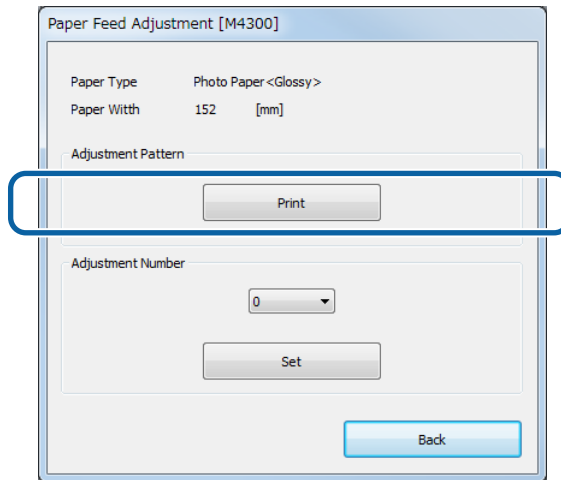 Paper Feed Adjustment [M4300]
Paper Type Photo Paper<Glossy>
Paper Witth 152 [mm]
Adjustment Pattern
Print
Adjustment Number
0
Set
Back